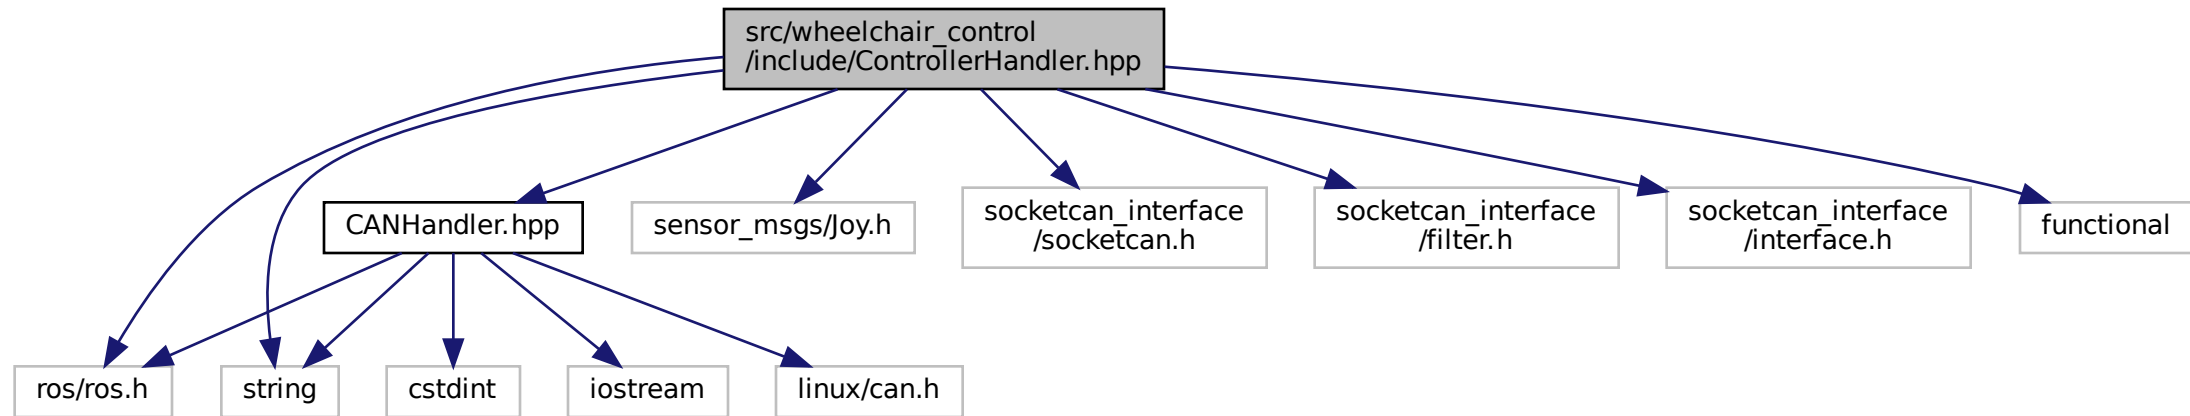 src/wheelchair_control
/include/ControllerHandler.hpp
CANHandler.hpp
sensor_msgs/Joy.h
socketcan_interface
/socketcan.h
socketcan_interface
/filter.h
socketcan_interface
/interface.h
functional
ros/ros.h
string
cstdint
iostream
linux/can.h